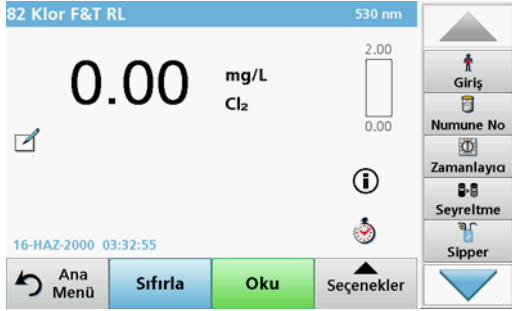 82 Klor F&T RL
530 nm
0.00
mg/L
Cl₂
2.00
0.00
16-HAZ-2000 03:32:55
Ana
Menü
Sıfırla
Oku
Seçenekler
Giriş
Numune No
Zamanlayıcı
Seyreltme
Sipper